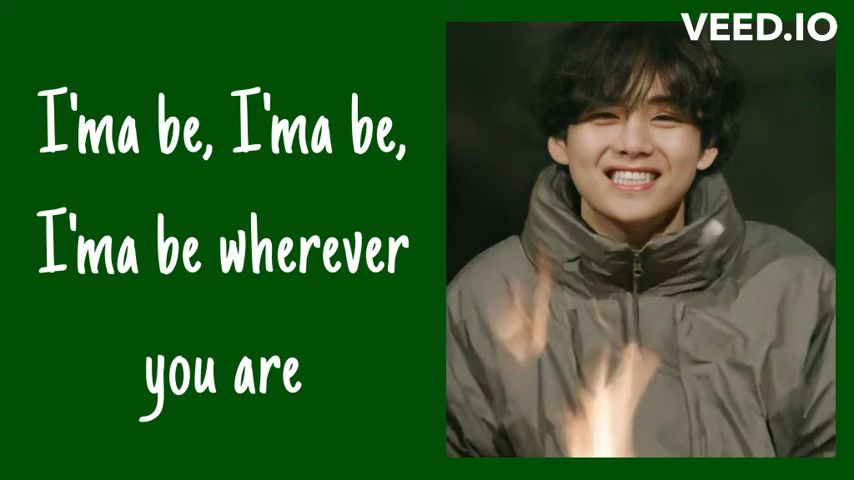 VEED.IO
I'ma be, I'ma be,
I'ma be wherever
you are